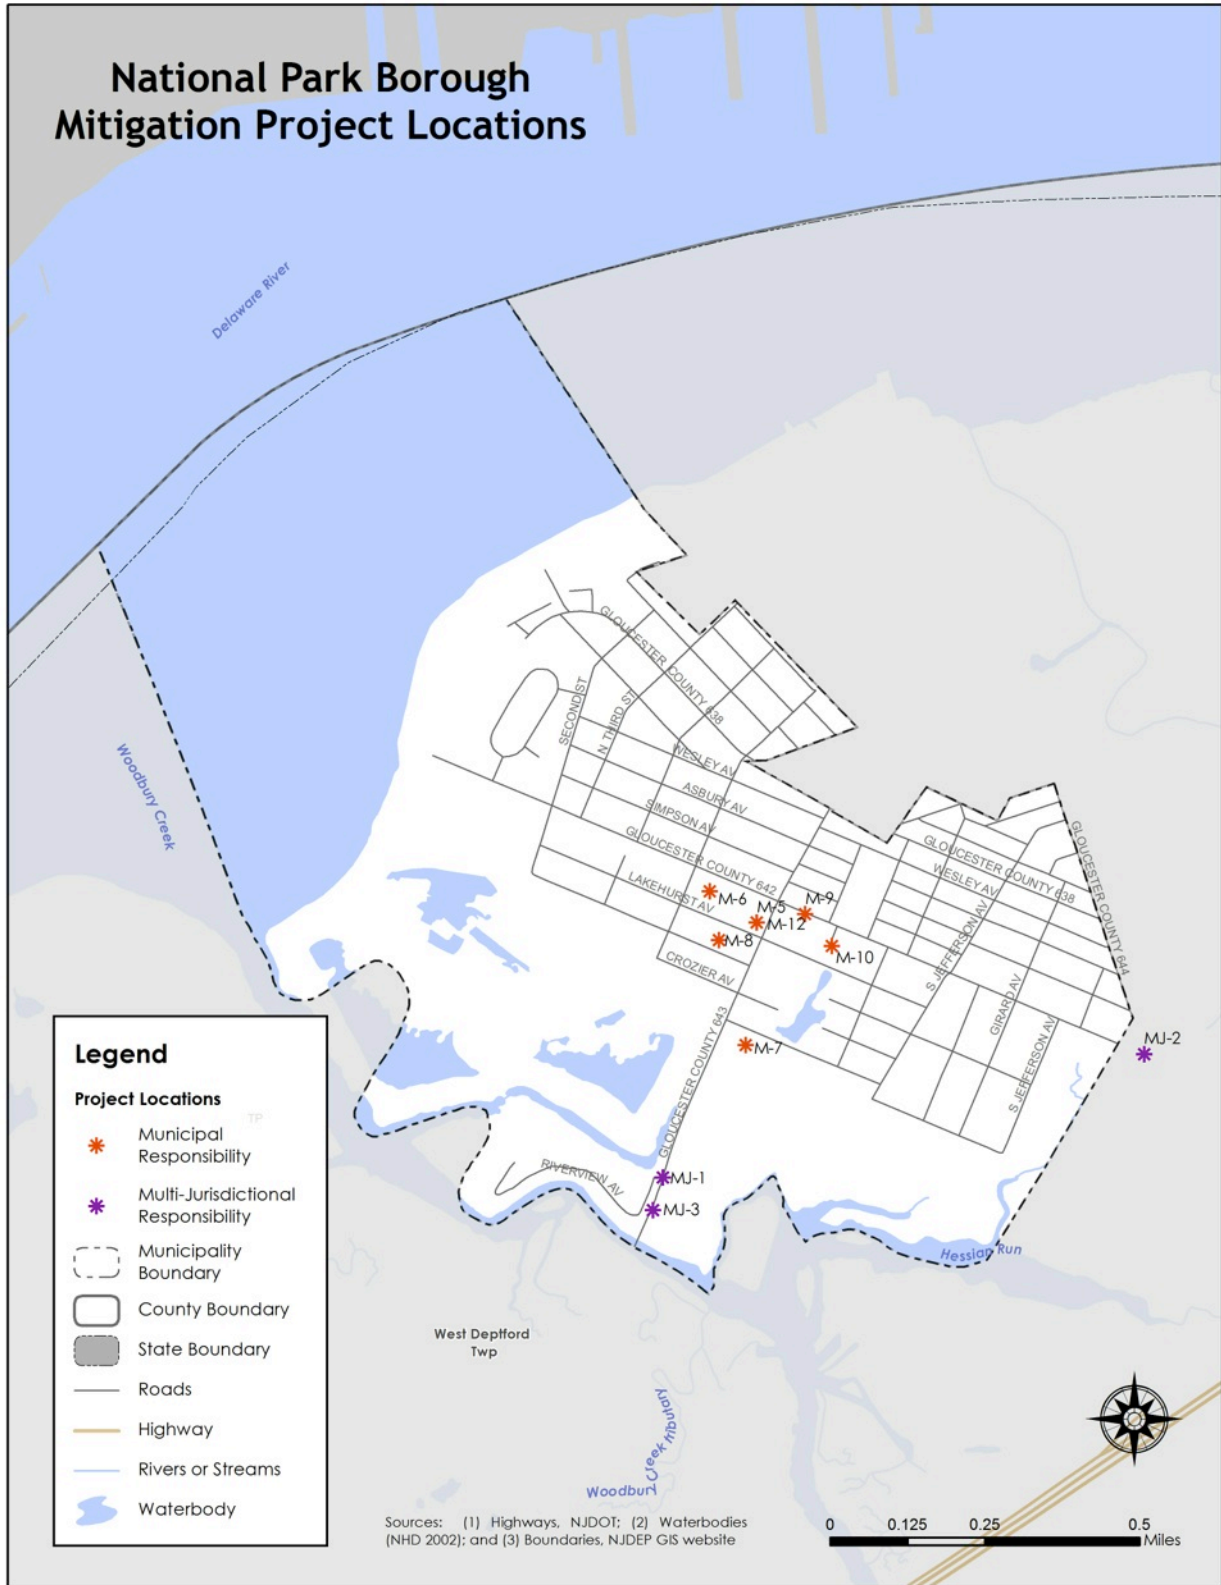 National Park Borough
Mitigation Project Locations
Delaware River
Woodbury Creek
GLOUCESTER COUNTY 638
SECOND ST
N THIRD ST
WESLEY AV
ASBURY AV
SIMPSON AV
GLOUCESTER COUNTY 642
LAKEHURST AV
CROZIER AV
GLOUCESTER COUNTY 638
WESLEY AV
GLOUCESTER COUNTY 644
S JEFFERSON AV
GIRARD AV
S JEFFERSON AV
GLOUCESTER COUNTY 643
RIVERVIEW AV
M-6
M-5
M-9
M-12
M-8
M-10
M-7
MJ-2
MJ-1
MJ-3
Hessian Run
West Deptford
Twp
Woodbury Creek tributary
Legend
Project Locations
TP
Municipal
Responsibility
Multi-Jurisdictional
Responsibility
Municipality
Boundary
County Boundary
State Boundary
Roads
Highway
Rivers or Streams
Waterbody
Sources: (1) Highways, NJDOT; (2) Waterbodies
(NHD 2002); and (3) Boundaries, NJDEP GIS website
0 0.125 0.25 0.5
Miles